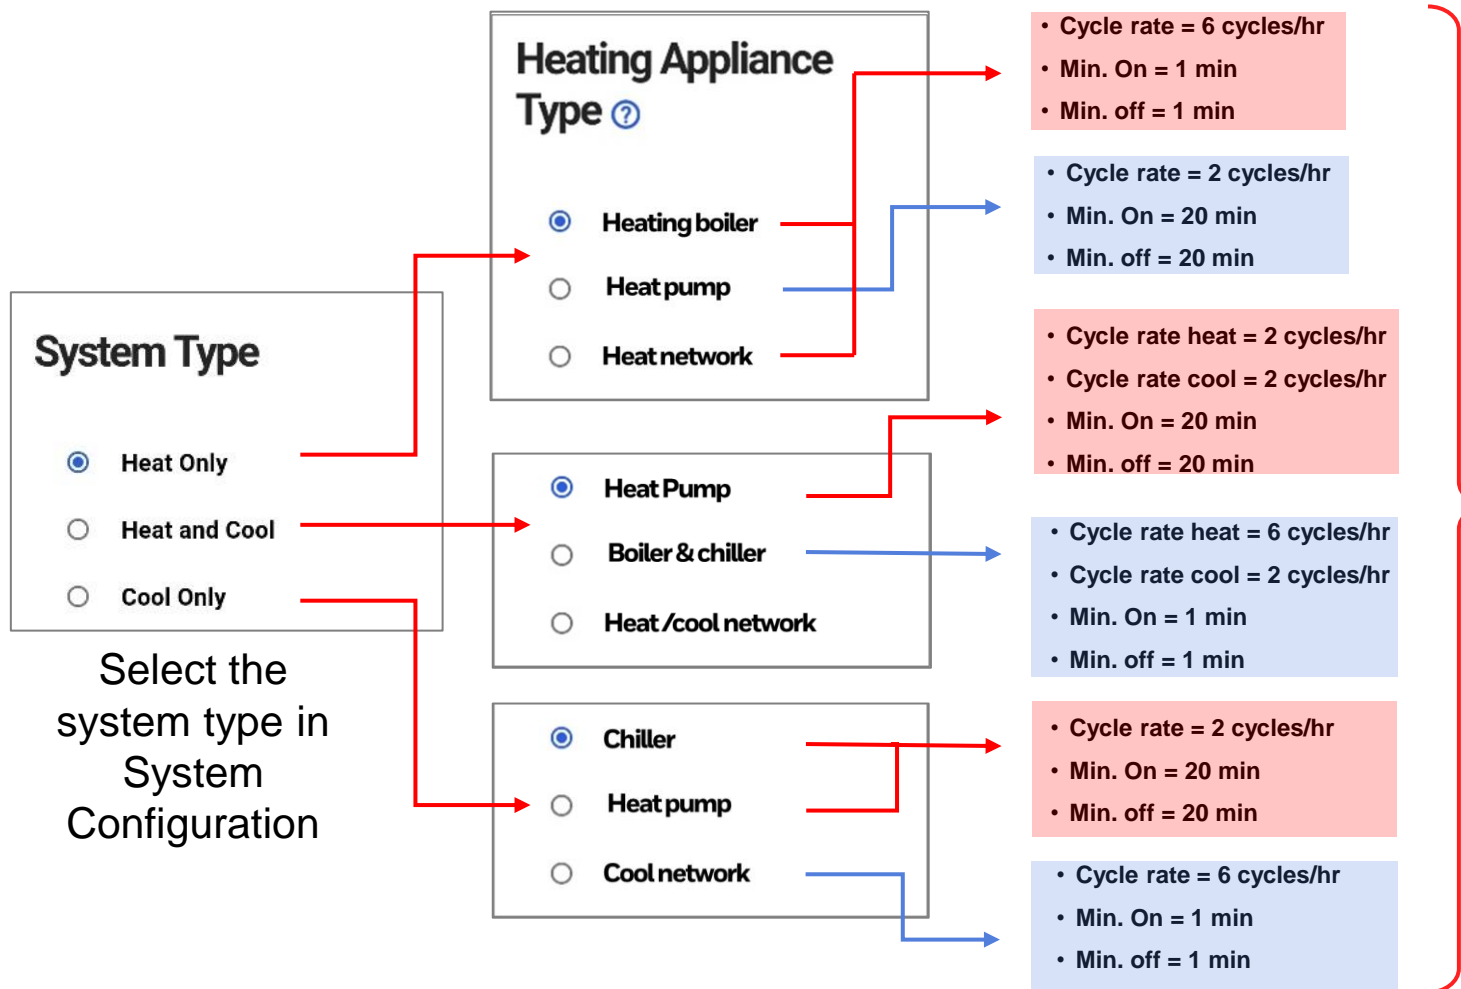 System Type
Heat Only
Heat and Cool
Cool Only
Select the
system type in
System
Configuration
Heating Appliance
Type ?
Heating boiler
Heat pump
Heat network
Heat Pump
Boiler & chiller
Heat/cool network
Chiller
Heat pump
Cool network
• Cycle rate = 6 cycles/hr
• Min. On = 1 min
• Min. off = 1 min
• Cycle rate = 2 cycles/hr
• Min. On = 20 min
• Min. off = 20 min
• Cycle rate heat = 2 cycles/hr
• Cycle rate cool = 2 cycles/hr
• Min. On = 20 min
• Min. off = 20 min
• Cycle rate heat = 6 cycles/hr
• Cycle rate cool = 2 cycles/hr
• Min. On = 1 min
• Min. off = 1 min
• Cycle rate = 2 cycles/hr
• Min. On = 20 min
• Min. off = 20 min
• Cycle rate = 6 cycles/hr
• Min. On = 1 min
• Min. off = 1 min